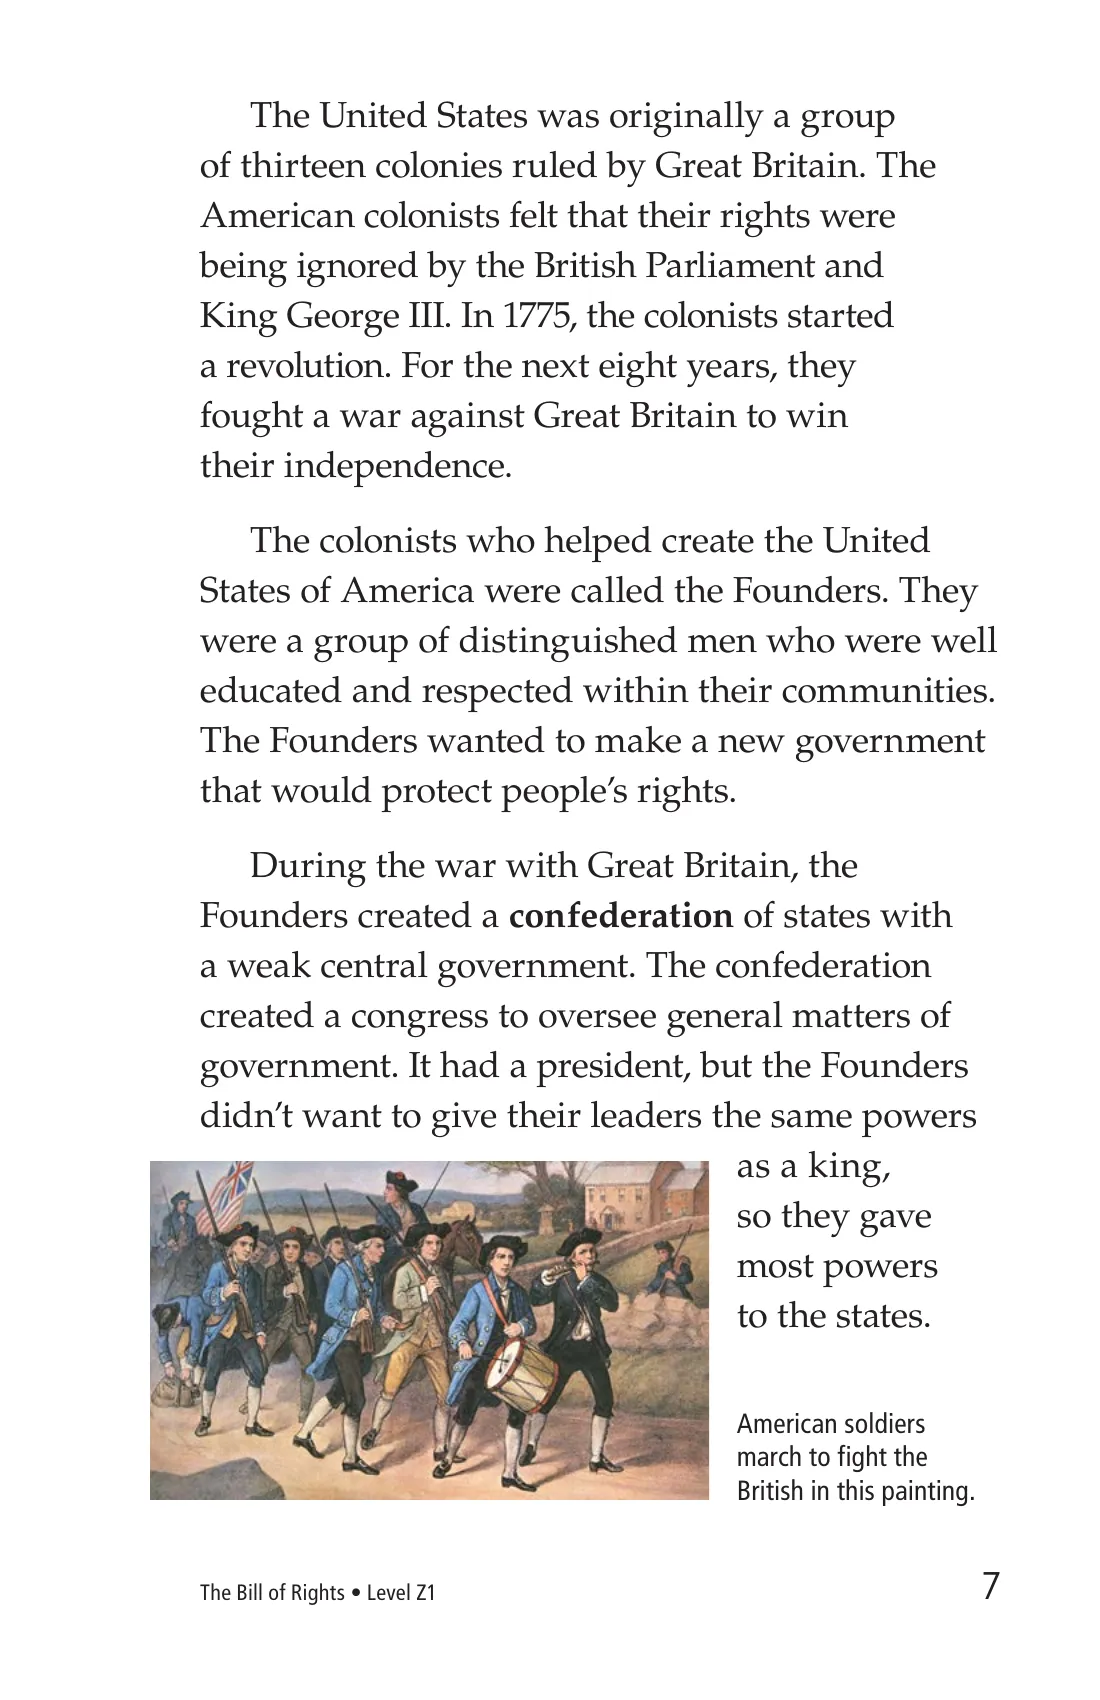 The United States was originally a group
of thirteen colonies ruled by Great Britain. The
American colonists felt that their rights were
being ignored by the British Parliament and
King George III. In 1775, the colonists started
a revolution. For the next eight years, they
fought a war against Great Britain to win
their independence.
The colonists who helped create the United
States of America were called the Founders. They
were a group of distinguished men who were well
educated and respected within their communities.
The Founders wanted to make a new government
that would protect people’s rights.
During the war with Great Britain, the
Founders created a confederation of states with
a weak central government. The confederation
created a congress to oversee general matters of
government. It had a president, but the Founders
didn’t want to give their leaders the same powers
as a king,
so they gave
most powers
to the states.
American soldiers
march to fight the
British in this painting.
The Bill of Rights • Level Z1
7